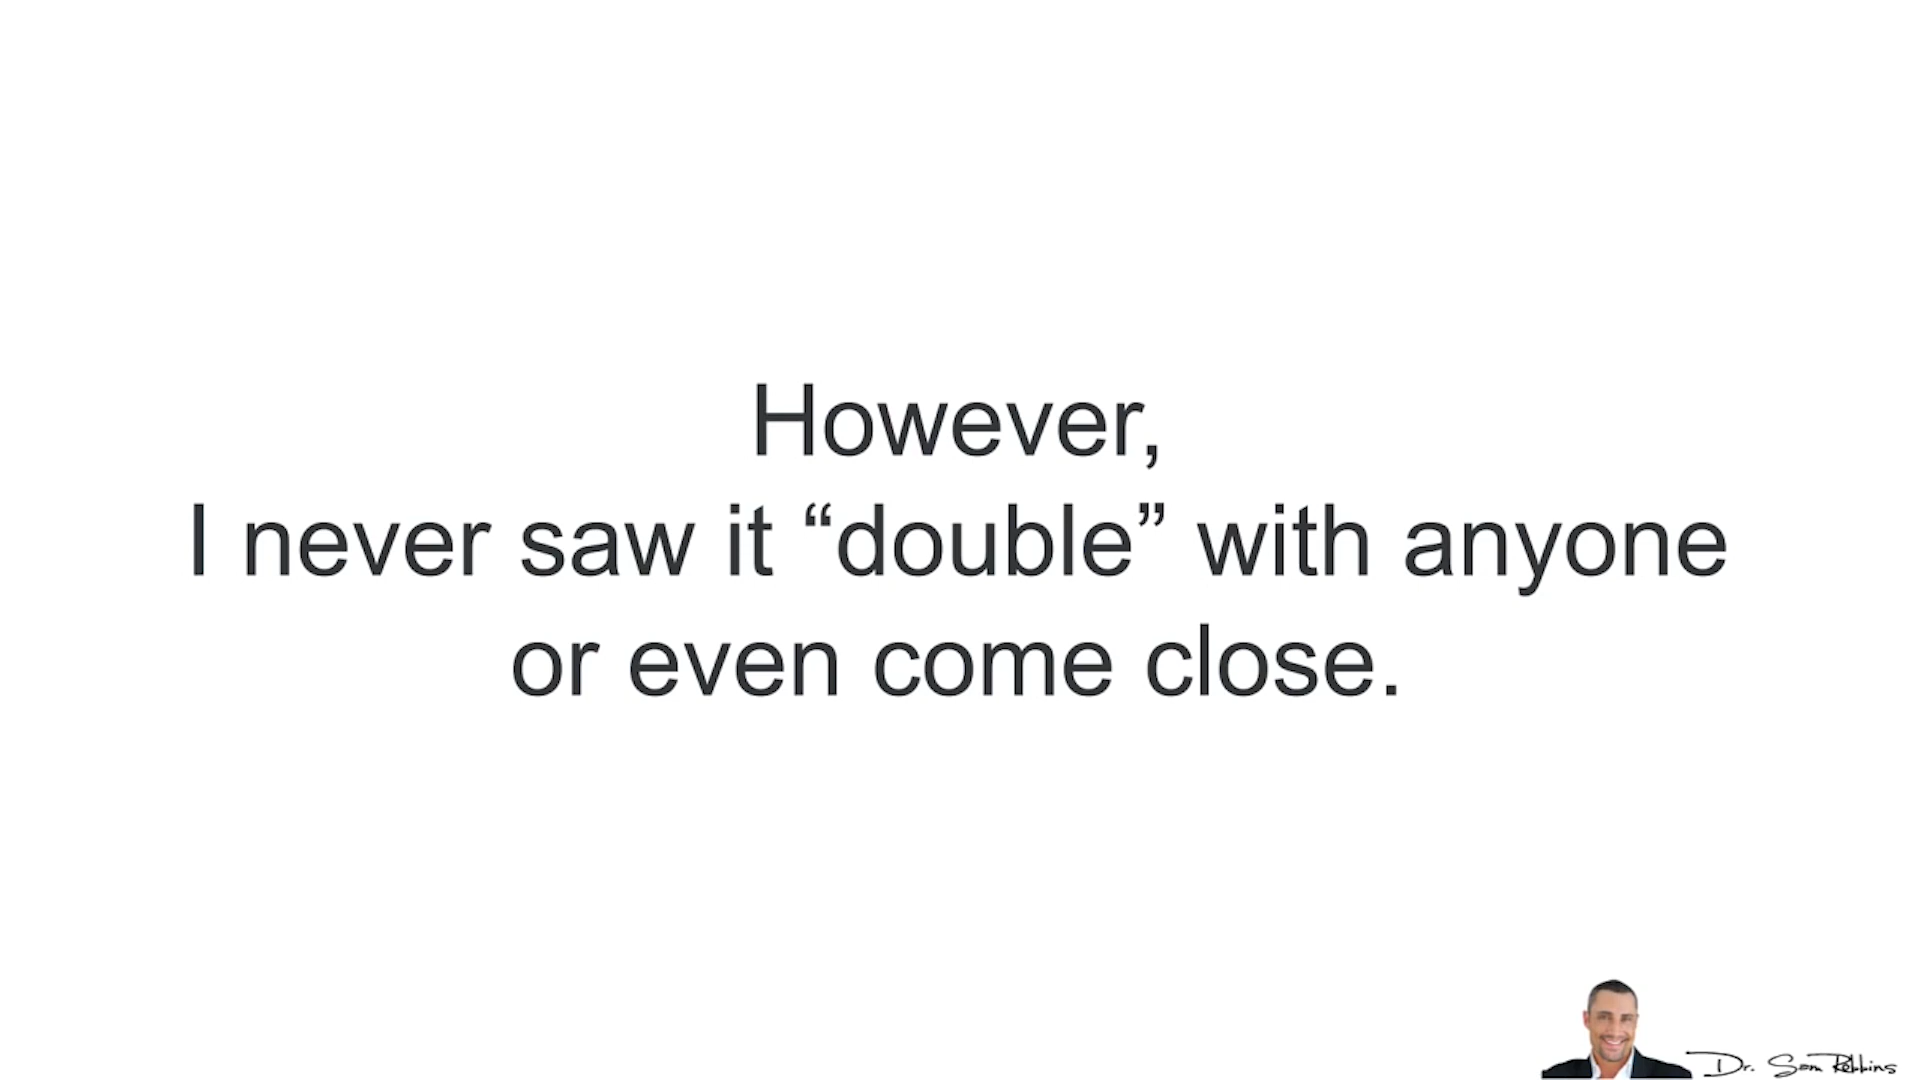 However,
I never saw it “double” with anyone
or even come close.
Dr. Sam Robbins